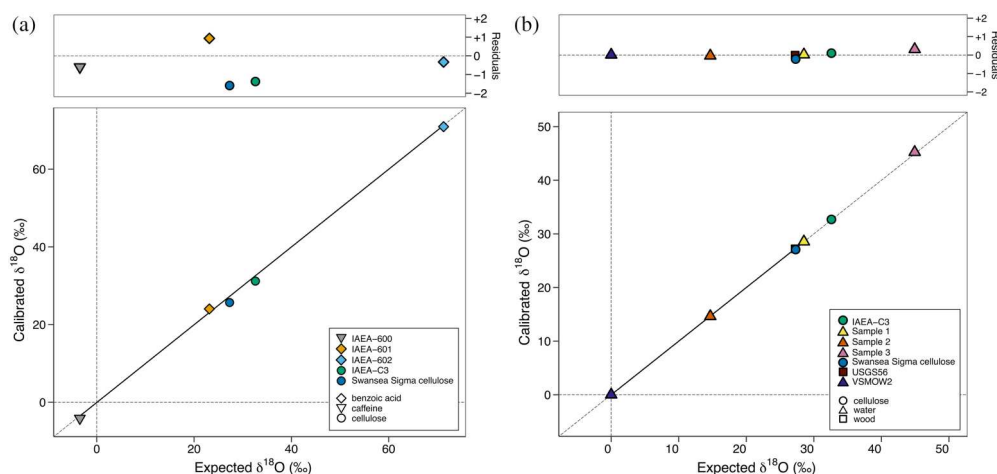 (a)
+2
+1
0
−1
−2
Residuals
60
40
20
0
Calibrated δ¹⁸O (‰)
IAEA−600
IAEA−601
IAEA−602
IAEA−C3
Swansea Sigma cellulose
benzoic acid
caffeine
cellulose
0
20
40
60
Expected δ¹⁸O (‰)
(b)
+2
+1
0
−1
−2
Residuals
50
40
30
20
10
0
Calibrated δ¹⁸O (‰)
IAEA−C3
Sample 1
Sample 2
Sample 3
Swansea Sigma cellulose
USGS56
VSMOW2
cellulose
water
wood
0
10
20
30
40
50
Expected δ¹⁸O (‰)